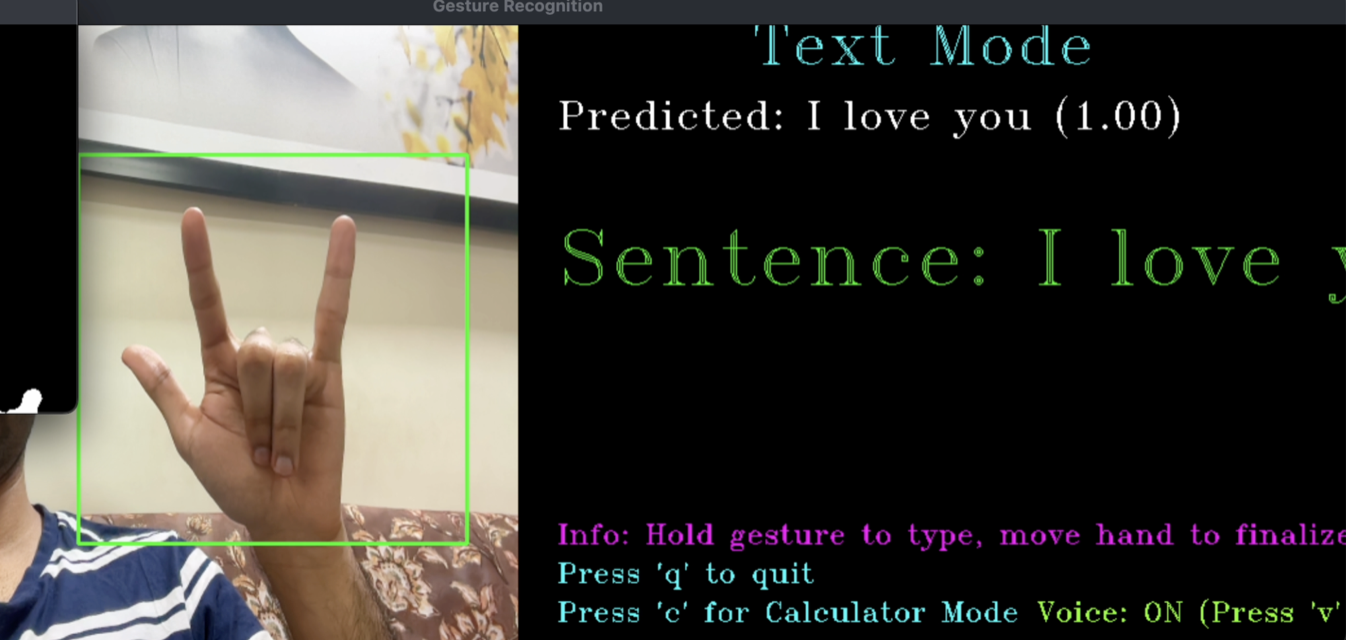 Gesture Recognition
Text Mode
Predicted: I love you (1.00)
Sentence: I love y
Info: Hold gesture to type, move hand to finalize
Press 'q' to quit
Press 'c' for Calculator Mode Voice: ON (Press 'v'